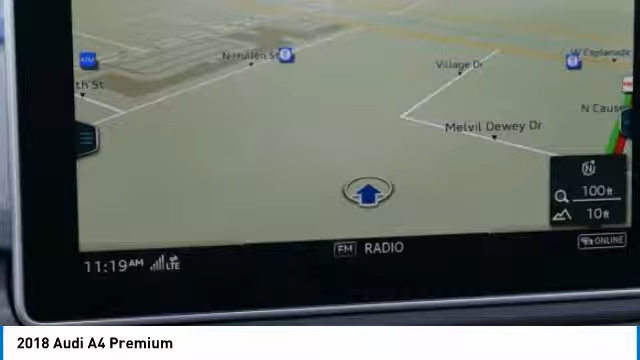 N Hullen St
W Esplanade
Village Dr
th St
N Cause
Melvil Dewey Dr
N
100ft
10ft
FM RADIO
ONLINE
11:19AM LTE
2018 Audi A4 Premium